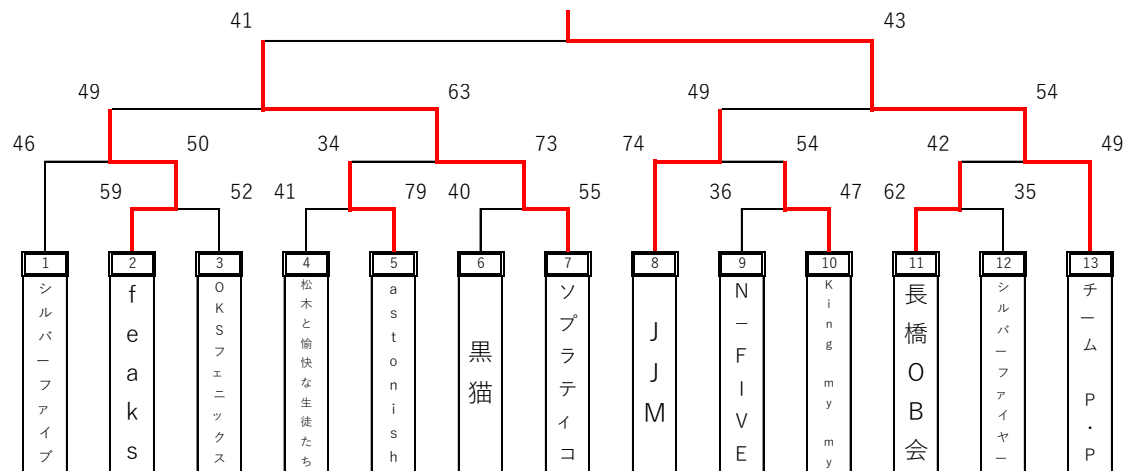 41 43
49 63 49 54
46 50 34 73 74 54 42 49
59 52 41 79 40 55 36 47 62 35
1 2 3 4 5 6 7 8 9 10 11 12 13
シルバーファイブ
feaks
OKSフェニックス
松木と愉快な生徒たち
astonish
黒猫
ソプラティコ
JJM
N－FIVE
King my my
長橋OB会
シルバーファイヤー
チーム P・P